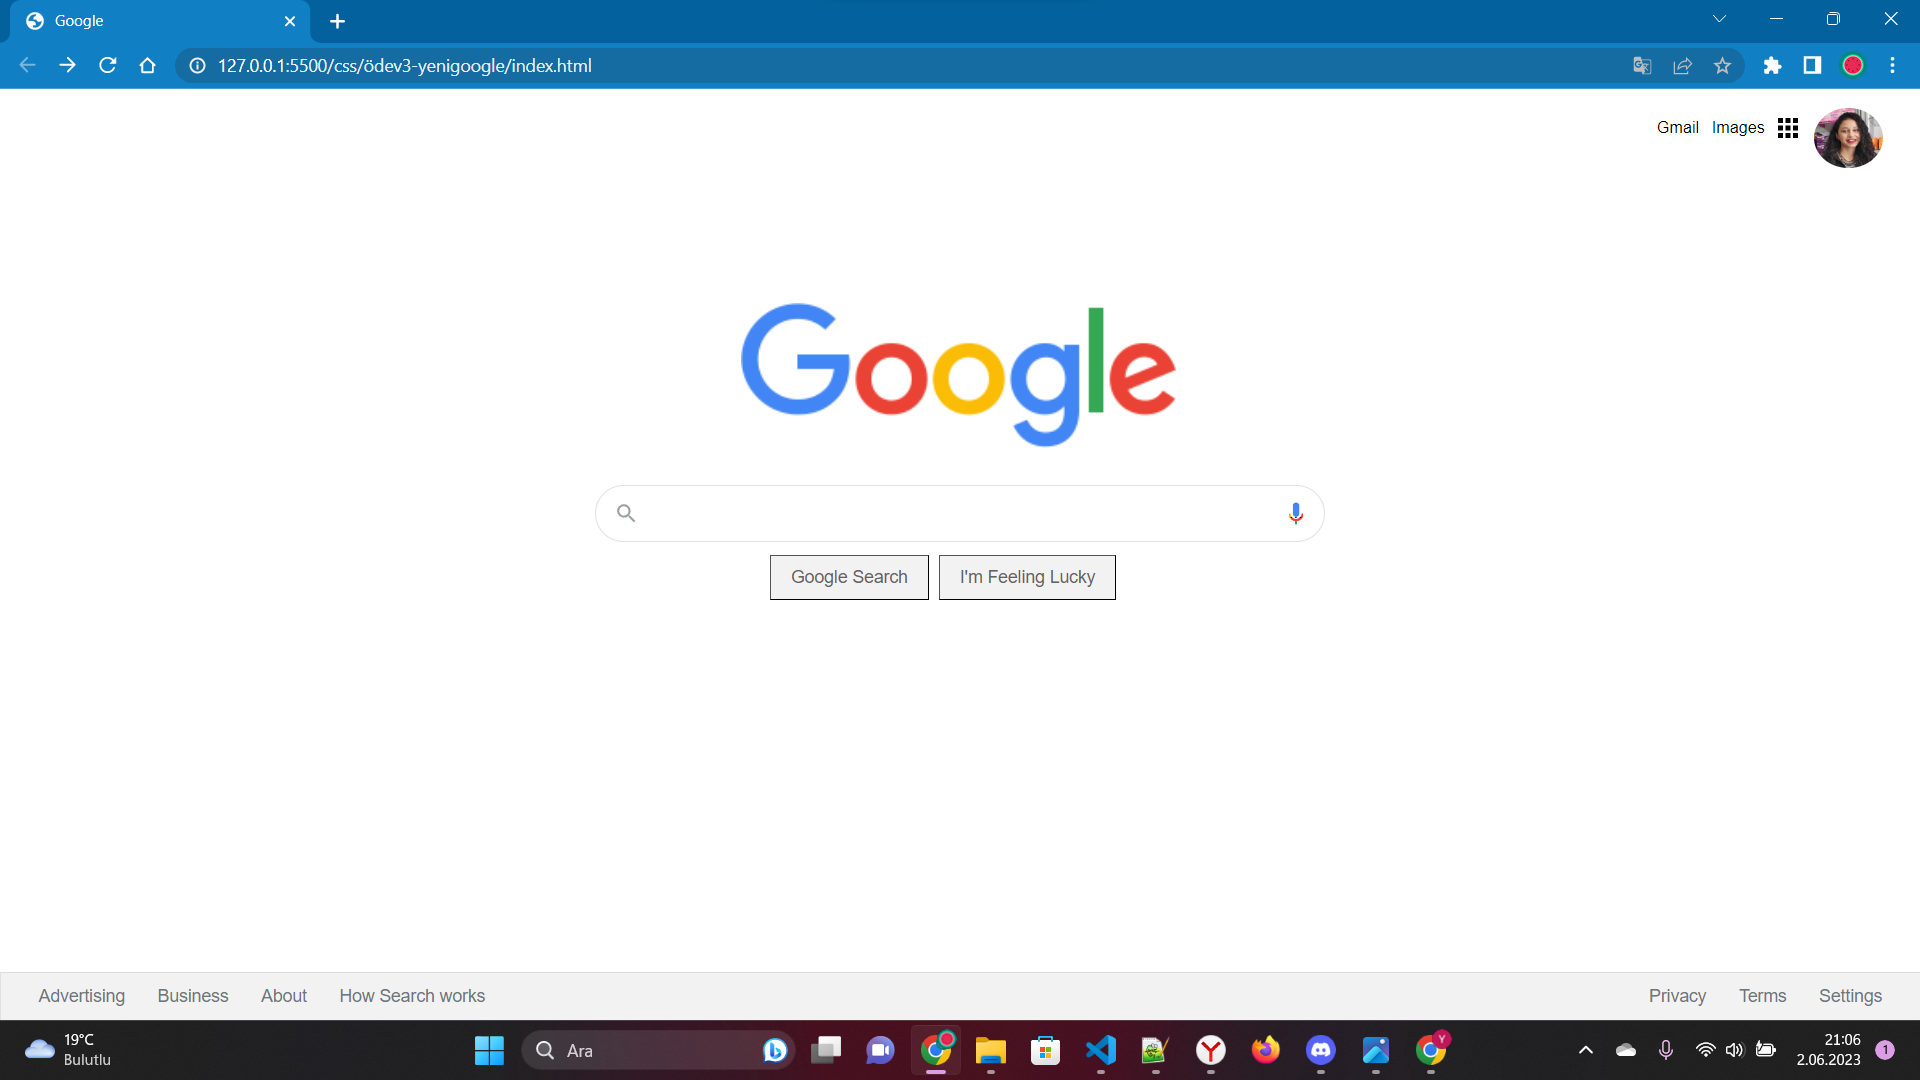 Google
127.0.0.1:5500/css/ödev3-yenigoogle/index.html
Gmail Images
Google
Google Search I'm Feeling Lucky
Advertising Business About How Search works Privacy Terms Settings
19°C
Bulutlu
Ara
Y
21:06
2.06.2023
1